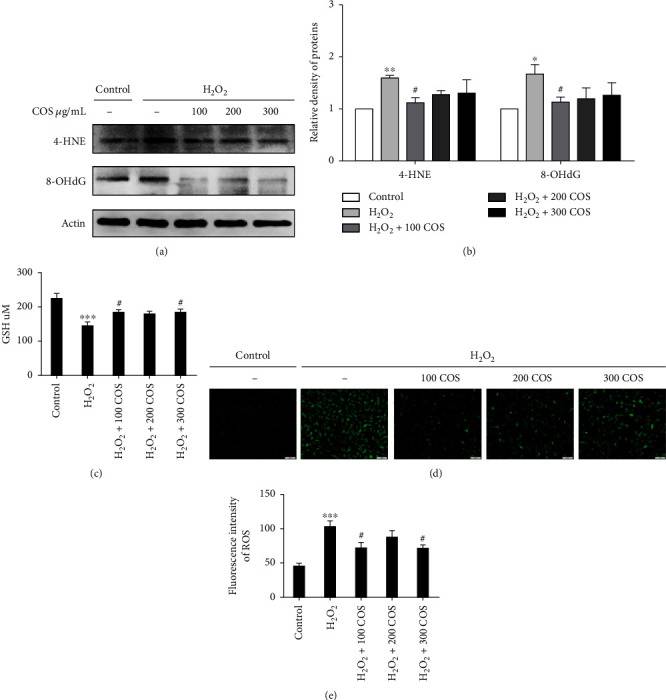 Control
H₂O₂
COS µg/mL
–
–
100
200
300
4-HNE
8-OHdG
Actin
(a)
Relative density of proteins
3
2
1
0
**
#
*
#
4-HNE
8-OHdG
Control
H₂O₂
H₂O₂ + 100 COS
H₂O₂ + 200 COS
H₂O₂ + 300 COS
(b)
GSH uM
300
200
100
0
***
#
#
Control
H₂O₂
H₂O₂ + 100 COS
H₂O₂ + 200 COS
H₂O₂ + 300 COS
(c)
Control
H₂O₂
–
–
100 COS
200 COS
300 COS
(d)
Fluorescence intensity
of ROS
150
100
50
0
***
#
#
Control
H₂O₂
H₂O₂ + 100 COS
H₂O₂ + 200 COS
H₂O₂ + 300 COS
(e)